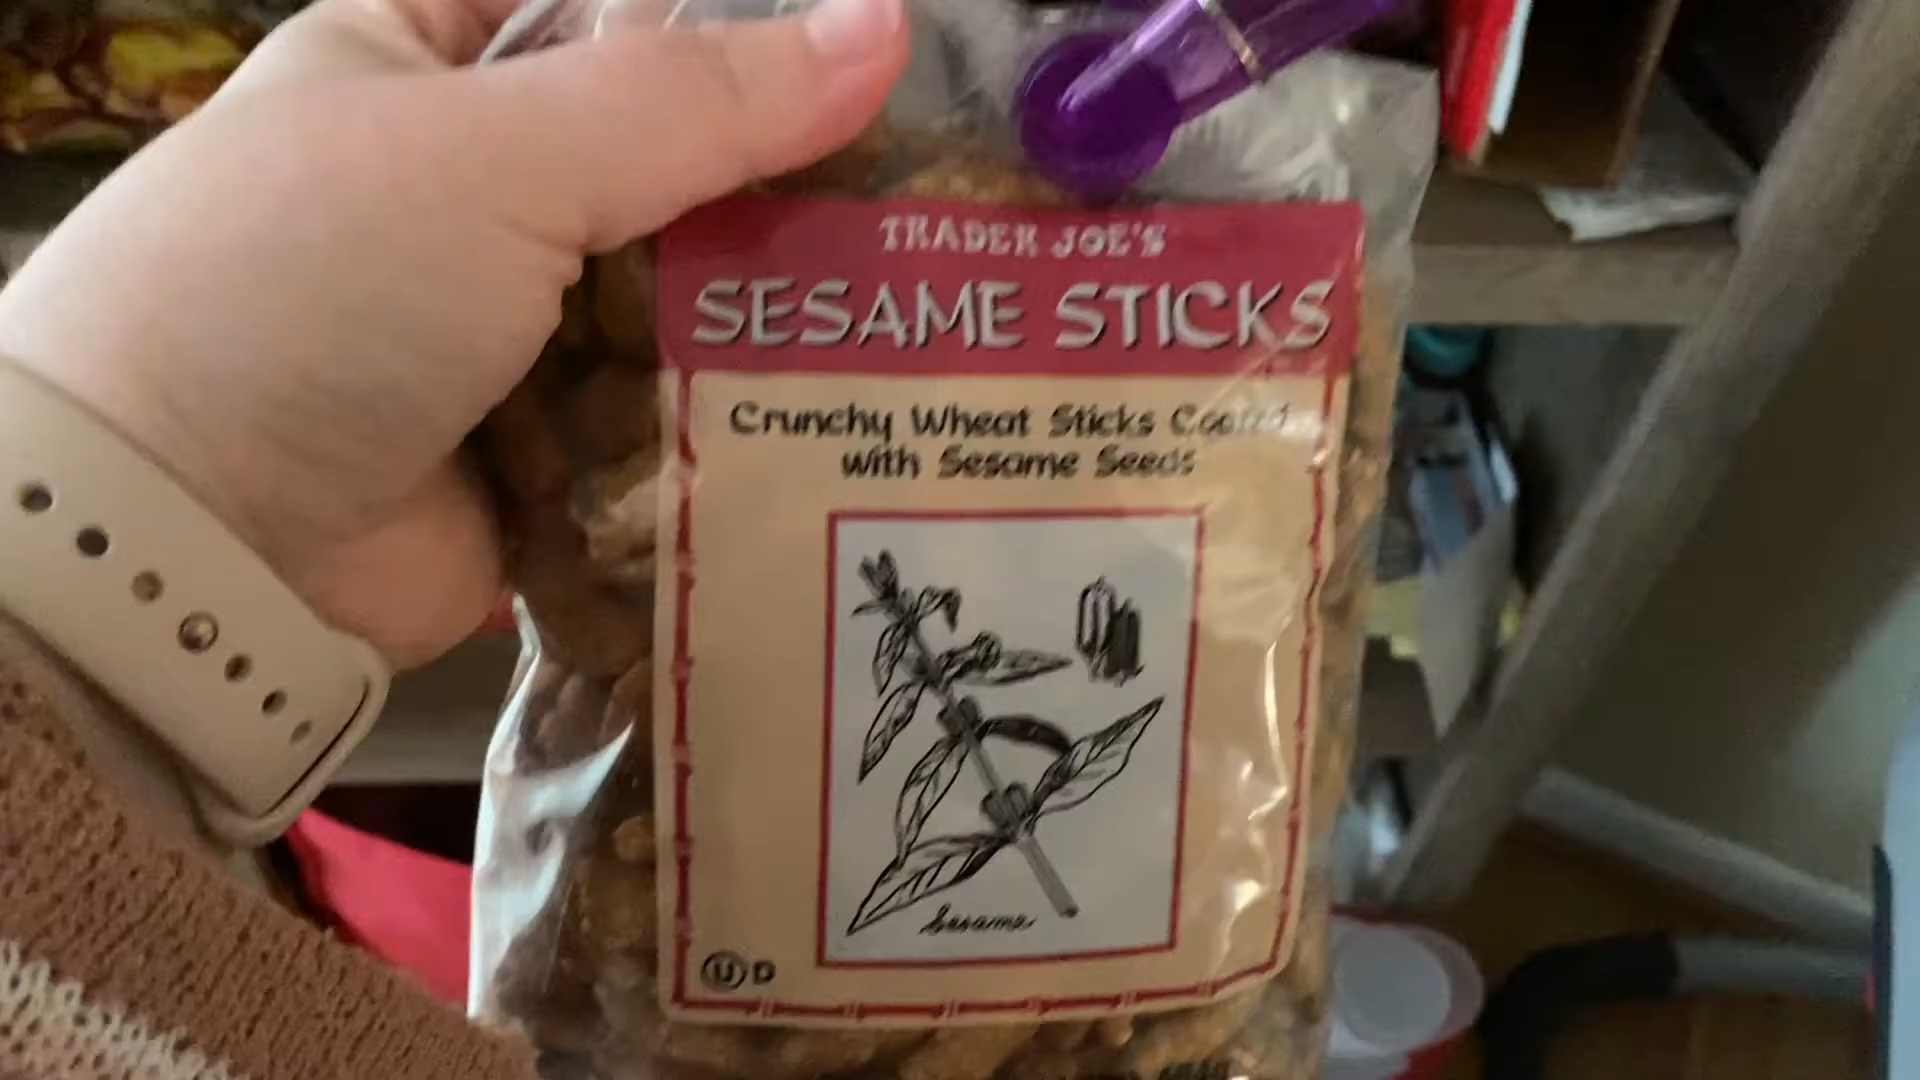 TRADER JOE'S
SESAME STICKS
Crunchy Wheat Sticks Coated
with Sesame Seeds
Sesame
U D